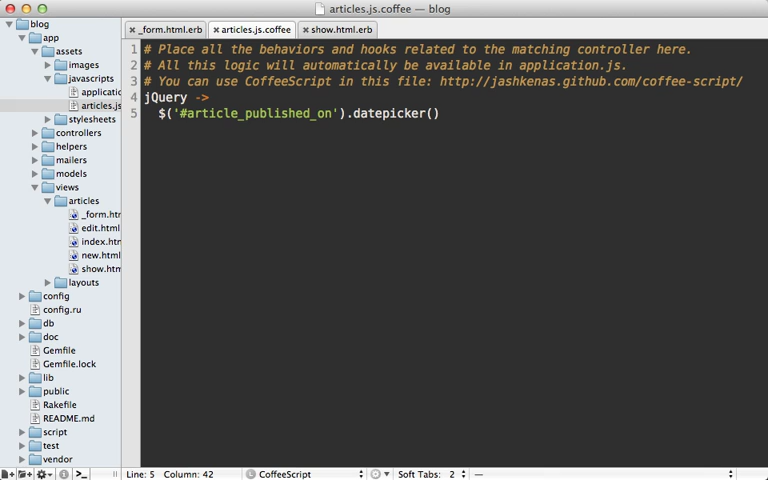 articles.js.coffee — blog
blog
app
assets
images
javascripts
applicatio
articles.js
stylesheets
controllers
helpers
mailers
models
views
articles
_form.htm
edit.html
index.htm
new.html
show.htm
layouts
config
config.ru
db
doc
Gemfile
Gemfile.lock
lib
public
Rakefile
README.md
script
test
vendor
_form.html.erb
articles.js.coffee
show.html.erb
1 # Place all the behaviors and hooks related to the matching controller here.
2 # All this logic will automatically be available in application.js.
3 # You can use CoffeeScript in this file: http://jashkenas.github.com/coffee-script/
4 jQuery ->
5 $('#article_published_on').datepicker()
Line: 5 Column: 42
CoffeeScript
Soft Tabs: 2
—